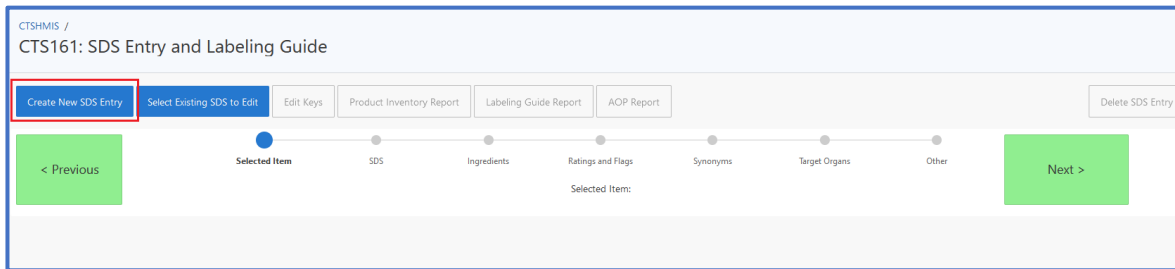 CTSHMIS /
CTS161: SDS Entry and Labeling Guide
Create New SDS Entry Select Existing SDS to Edit Edit Keys Product Inventory Report Labeling Guide Report AOP Report Delete SDS Entry
< Previous
Selected Item SDS Ingredients Ratings and Flags Synonyms Target Organs Other
Selected Item:
Next >